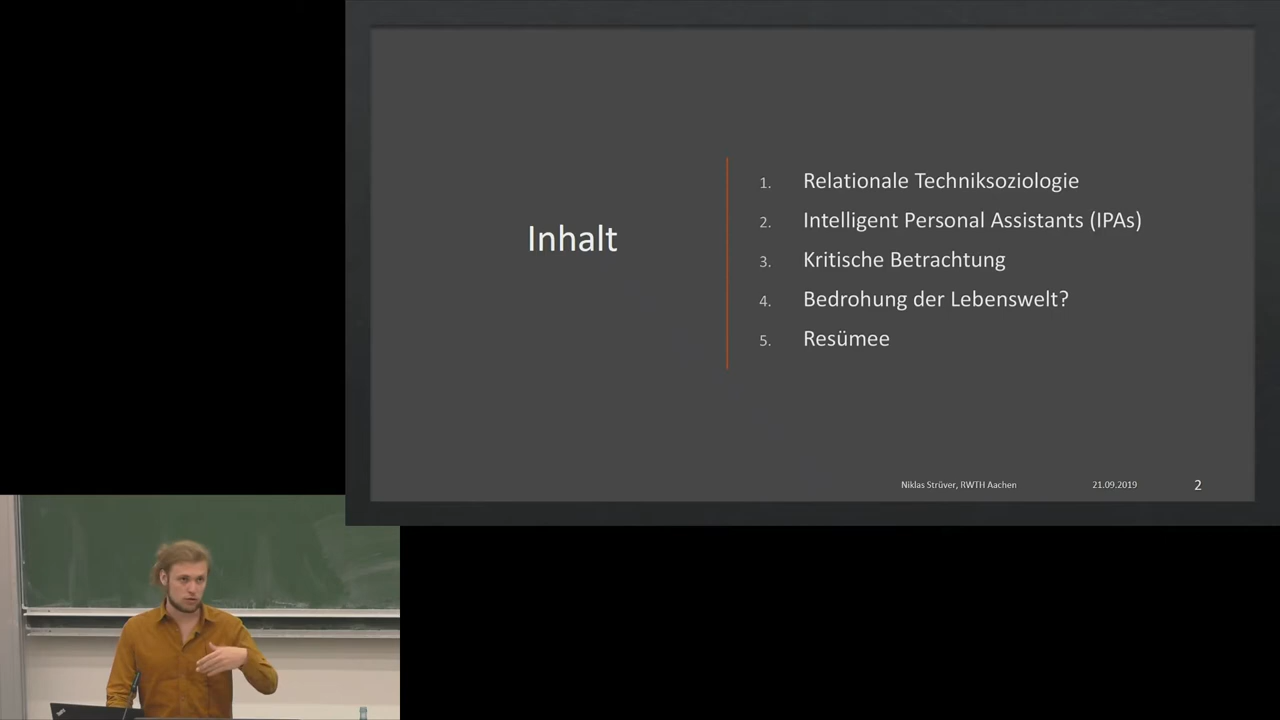 Inhalt
1. Relationale Techniksoziologie
2. Intelligent Personal Assistants (IPAs)
3. Kritische Betrachtung
4. Bedrohung der Lebenswelt?
5. Resümee
Niklas Strüver, RWTH Aachen 21.09.2019 2